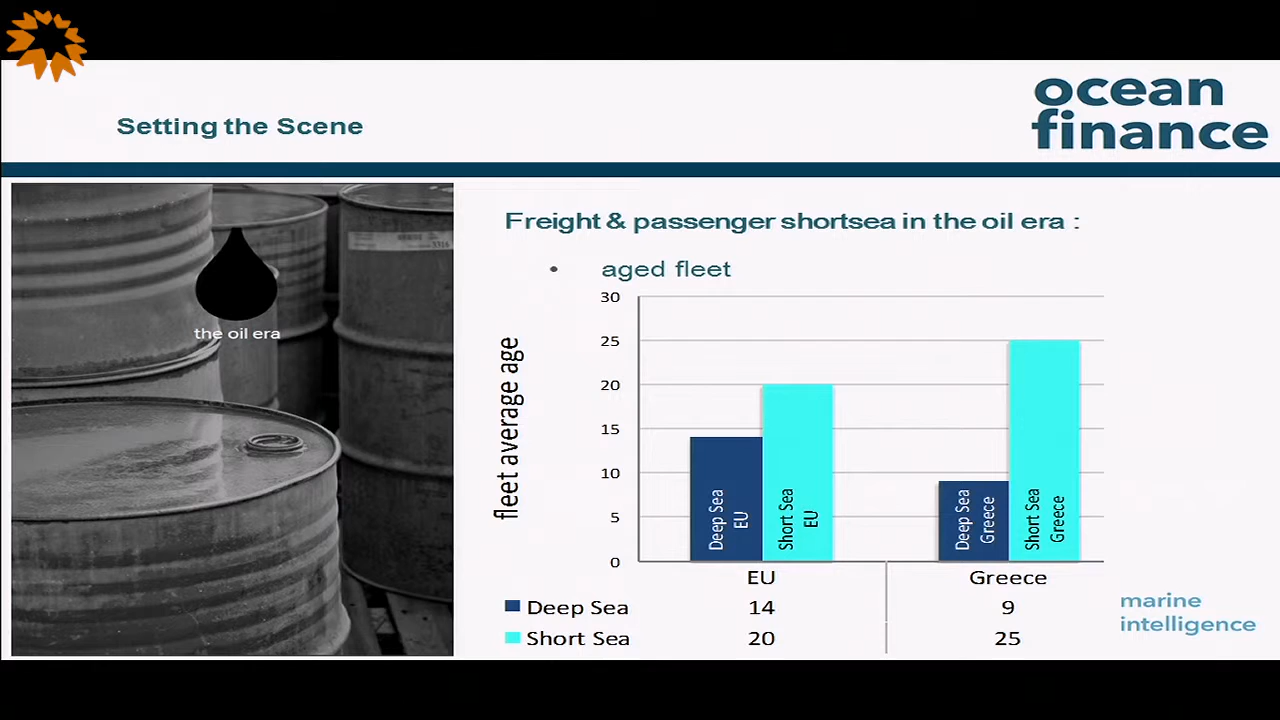 ocean
finance
Setting the Scene
the oil era
Freight & passenger shortsea in the oil era :
• aged fleet
fleet average age
30
25
20
15
10
5
0
Deep Sea
EU
Short Sea
EU
Deep Sea
Greece
Short Sea
Greece
EU Greece
Deep Sea 14 9
Short Sea 20 25
marine
intelligence